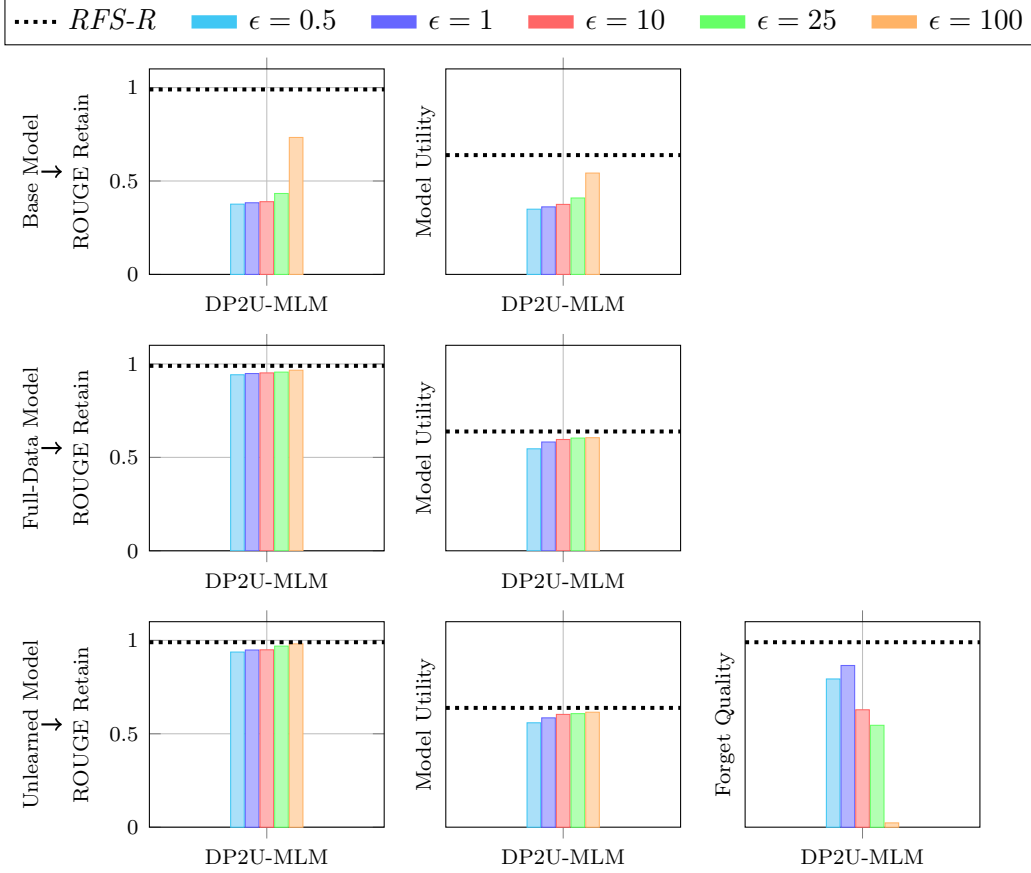 RFS-R ϵ = 0.5 ϵ = 1 ϵ = 10 ϵ = 25 ϵ = 100
Base Model
→
ROUGE Retain
1
0.5
0
DP2U-MLM
Model Utility
DP2U-MLM
Full-Data Model
→
ROUGE Retain
1
0.5
0
DP2U-MLM
Model Utility
DP2U-MLM
Unlearned Model
→
ROUGE Retain
1
0.5
0
DP2U-MLM
Model Utility
DP2U-MLM
Forget Quality
DP2U-MLM